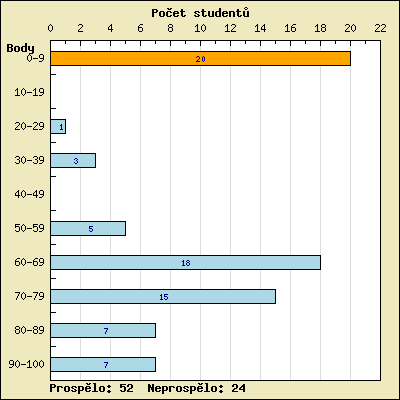 Počet studentů
0 2 4 6 8 10 12 14 16 18 20 22
Body
0-9 20
10-19
20-29 1
30-39 3
40-49
50-59 5
60-69 18
70-79 15
80-89 7
90-100 7
Prospělo: 52 Neprospělo: 24